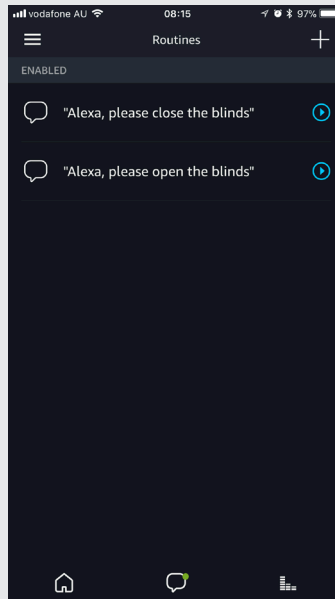 vodafone AU 08:15 97%
Routines
ENABLED
"Alexa, please close the blinds"
"Alexa, please open the blinds"